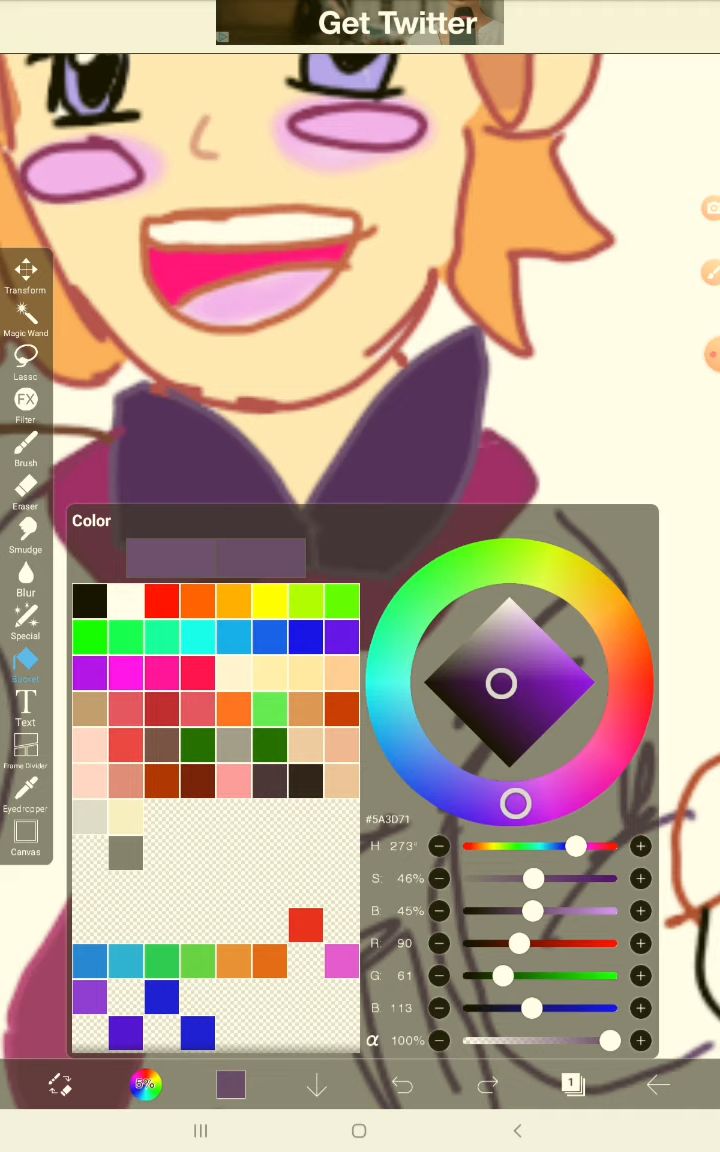 Get Twitter
Transform
Magic Wand
Lasso
FX
Filter
Brush
Eraser
Smudge
Blur
Special
Bucket
T
Text
Frame Divider
Eyedropper
Canvas
Color
#5A3D71
H: 273°
S: 46%
B: 45%
R: 90
G: 61
B: 113
α 100%
1